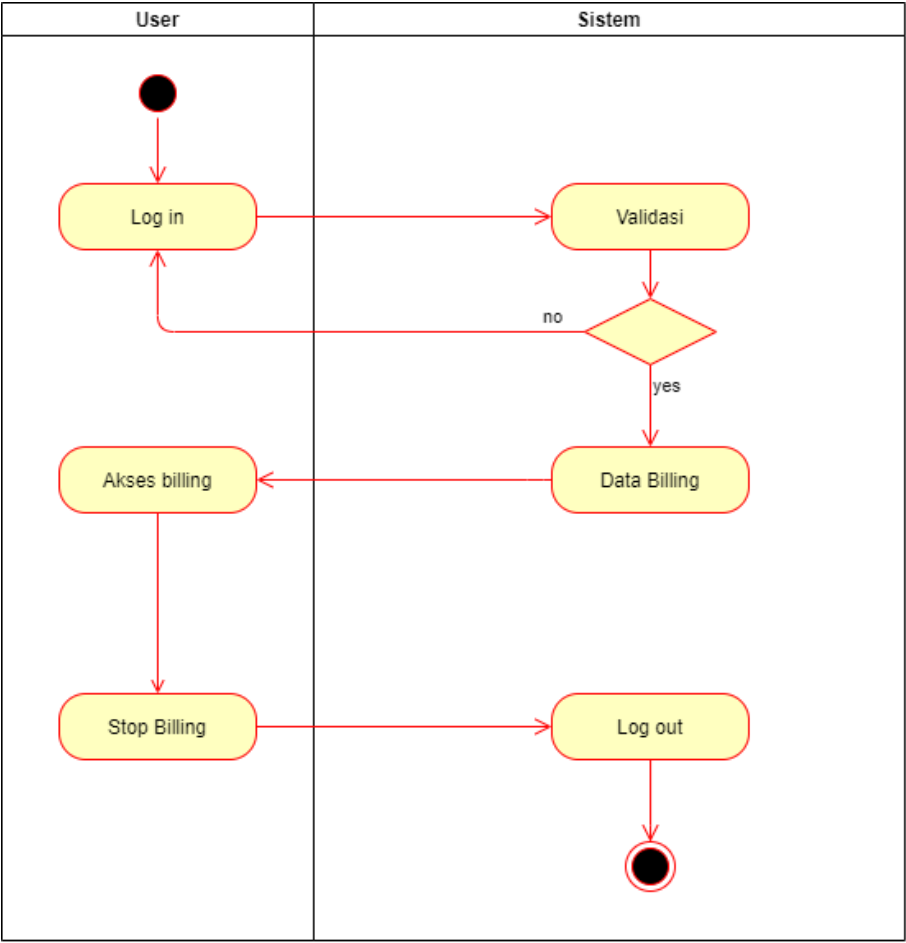 User
Sistem
Log in
Validasi
no
yes
Akses billing
Data Billing
Stop Billing
Log out